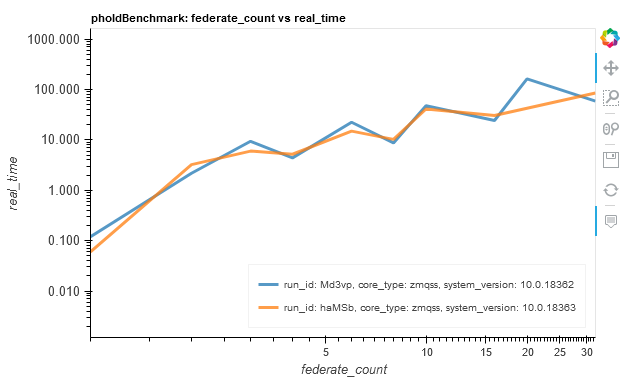 pholdBenchmark: federate_count vs real_time
1000.000
100.000
10.000
1.000
0.100
0.010
real_time
run_id: Md3vp, core_type: zmqss, system_version: 10.0.18362
run_id: haMSb, core_type: zmqss, system_version: 10.0.18363
5 10 15 20 25 30
federate_count